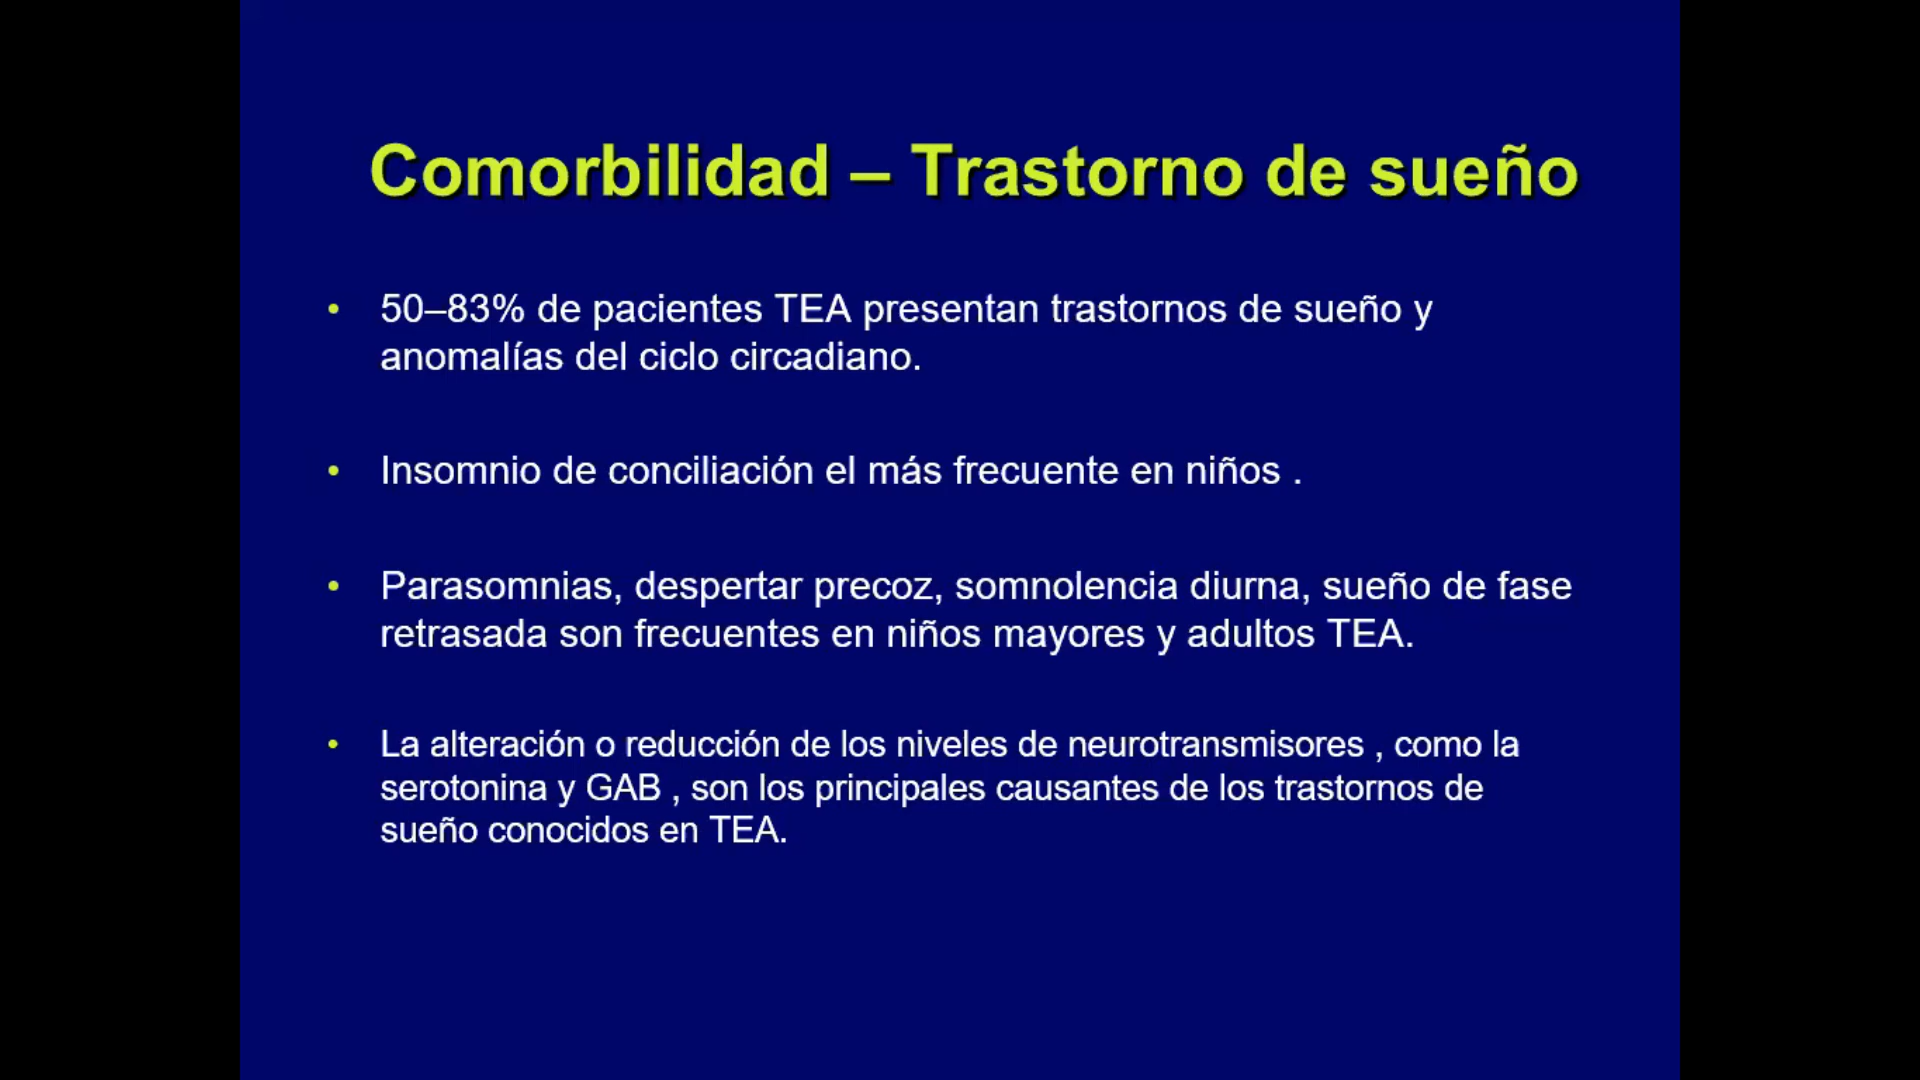 Comorbilidad – Trastorno de sueño
• 50–83% de pacientes TEA presentan trastornos de sueño y
anomalías del ciclo circadiano.
• Insomnio de conciliación el más frecuente en niños .
• Parasomnias, despertar precoz, somnolencia diurna, sueño de fase
retrasada son frecuentes en niños mayores y adultos TEA.
• La alteración o reducción de los niveles de neurotransmisores , como la
serotonina y GAB , son los principales causantes de los trastornos de
sueño conocidos en TEA.